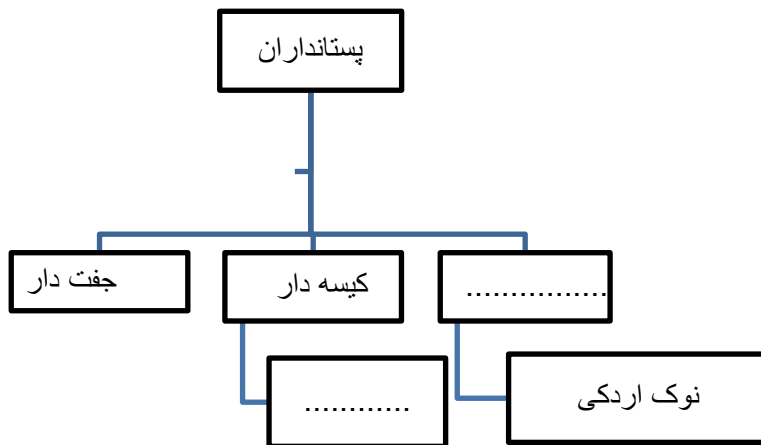 پستانداران
................
کیسه دار
جفت دار
نوک اردکی
............